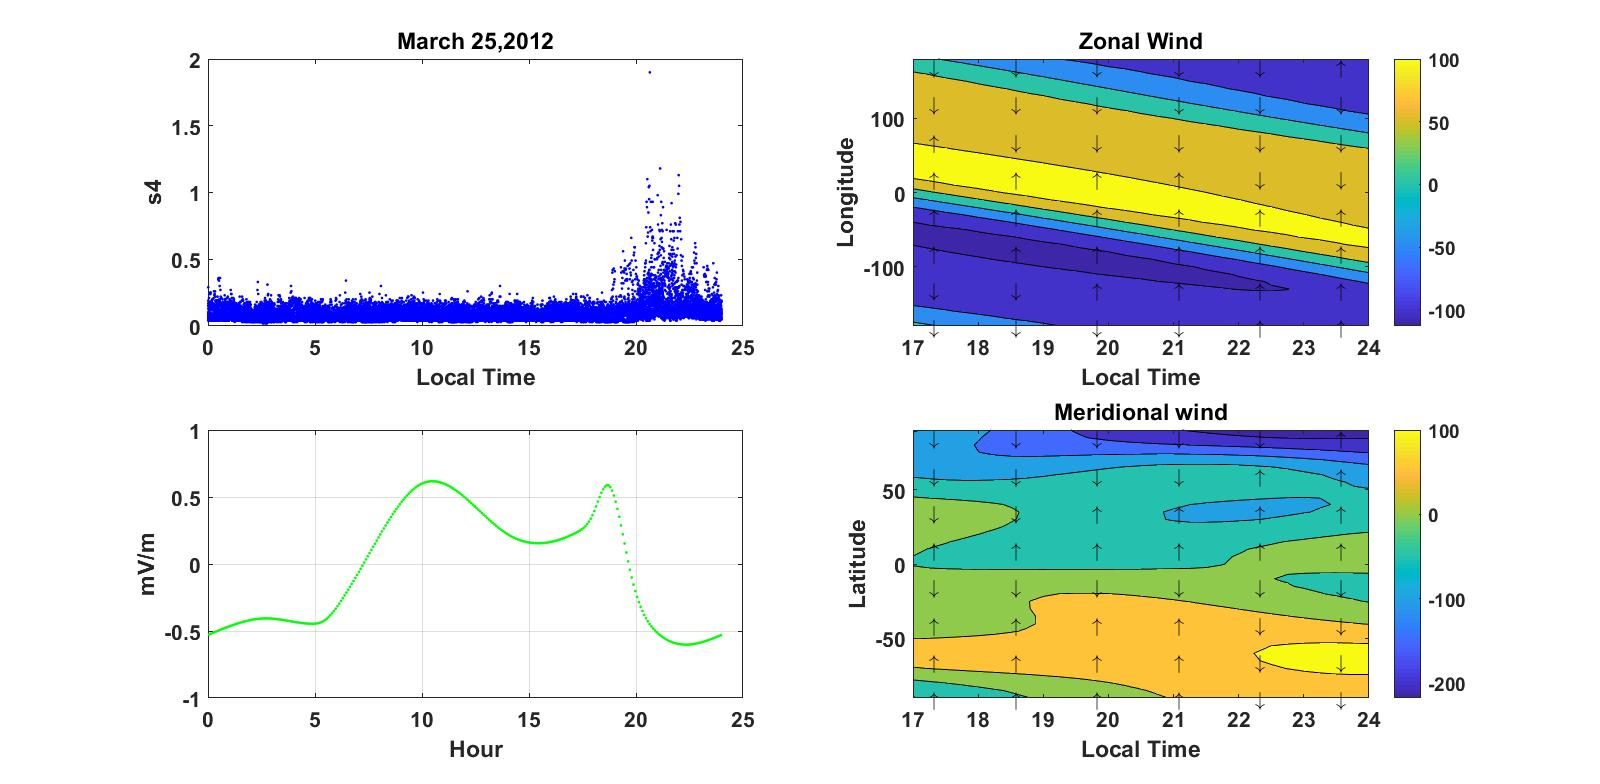 March 25,2012
2
1.5
1
0.5
0
s4
0 5 10 15 20 25
Local Time
Zonal Wind
100
0
-100
Longitude
17 18 19 20 21 22 23 24
Local Time
100
50
0
-50
-100
1
0.5
0
-0.5
-1
mV/m
0 5 10 15 20 25
Hour
Meridional wind
50
0
-50
Latitude
17 18 19 20 21 22 23 24
Local Time
100
0
-100
-200